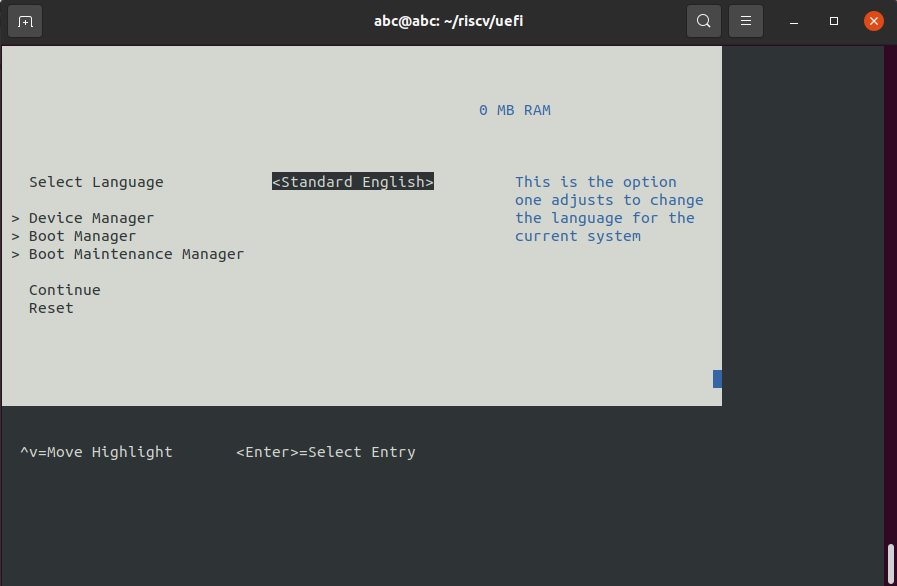 abc@abc: ~/riscv/uefi
0 MB RAM
Select Language <Standard English> This is the option
one adjusts to change
> Device Manager the language for the
> Boot Manager current system
> Boot Maintenance Manager
Continue
Reset
^v=Move Highlight <Enter>=Select Entry